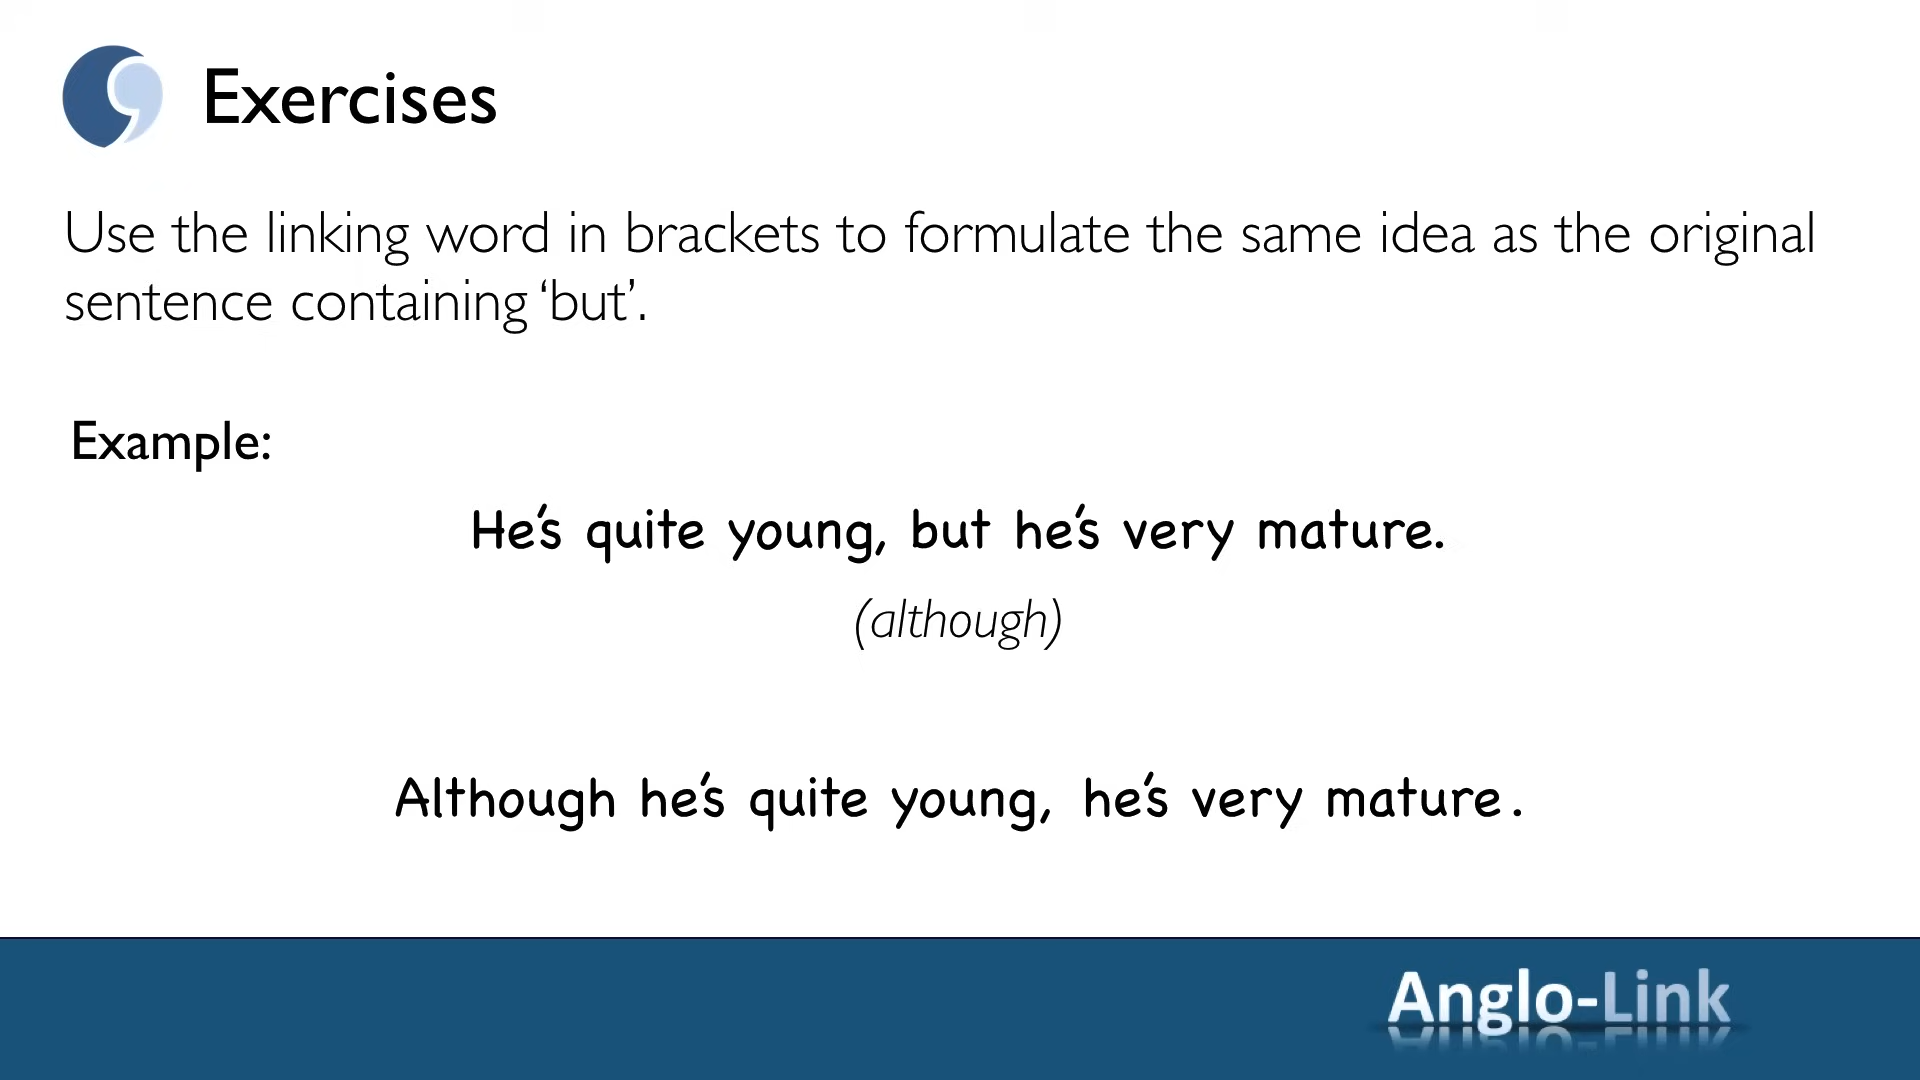 Exercises
Use the linking word in brackets to formulate the same idea as the original
sentence containing ‘but’.
Example:
He’s quite young, but he’s very mature.
(although)
Although he’s quite young, he’s very mature.
Anglo-Link